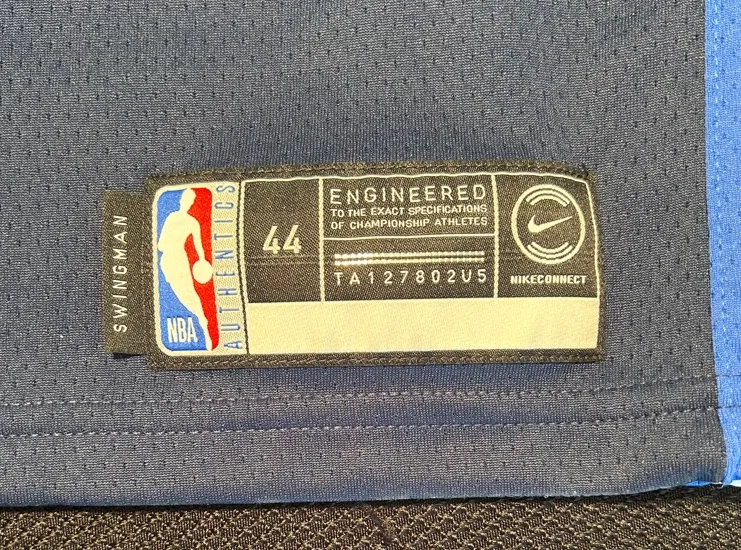 SWINGMAN
NBA
AUTHENTICS
44
ENGINEERED
TO THE EXACT SPECIFICATIONS
OF CHAMPIONSHIP ATHLETES
TA127802U5
NIKECONNECT